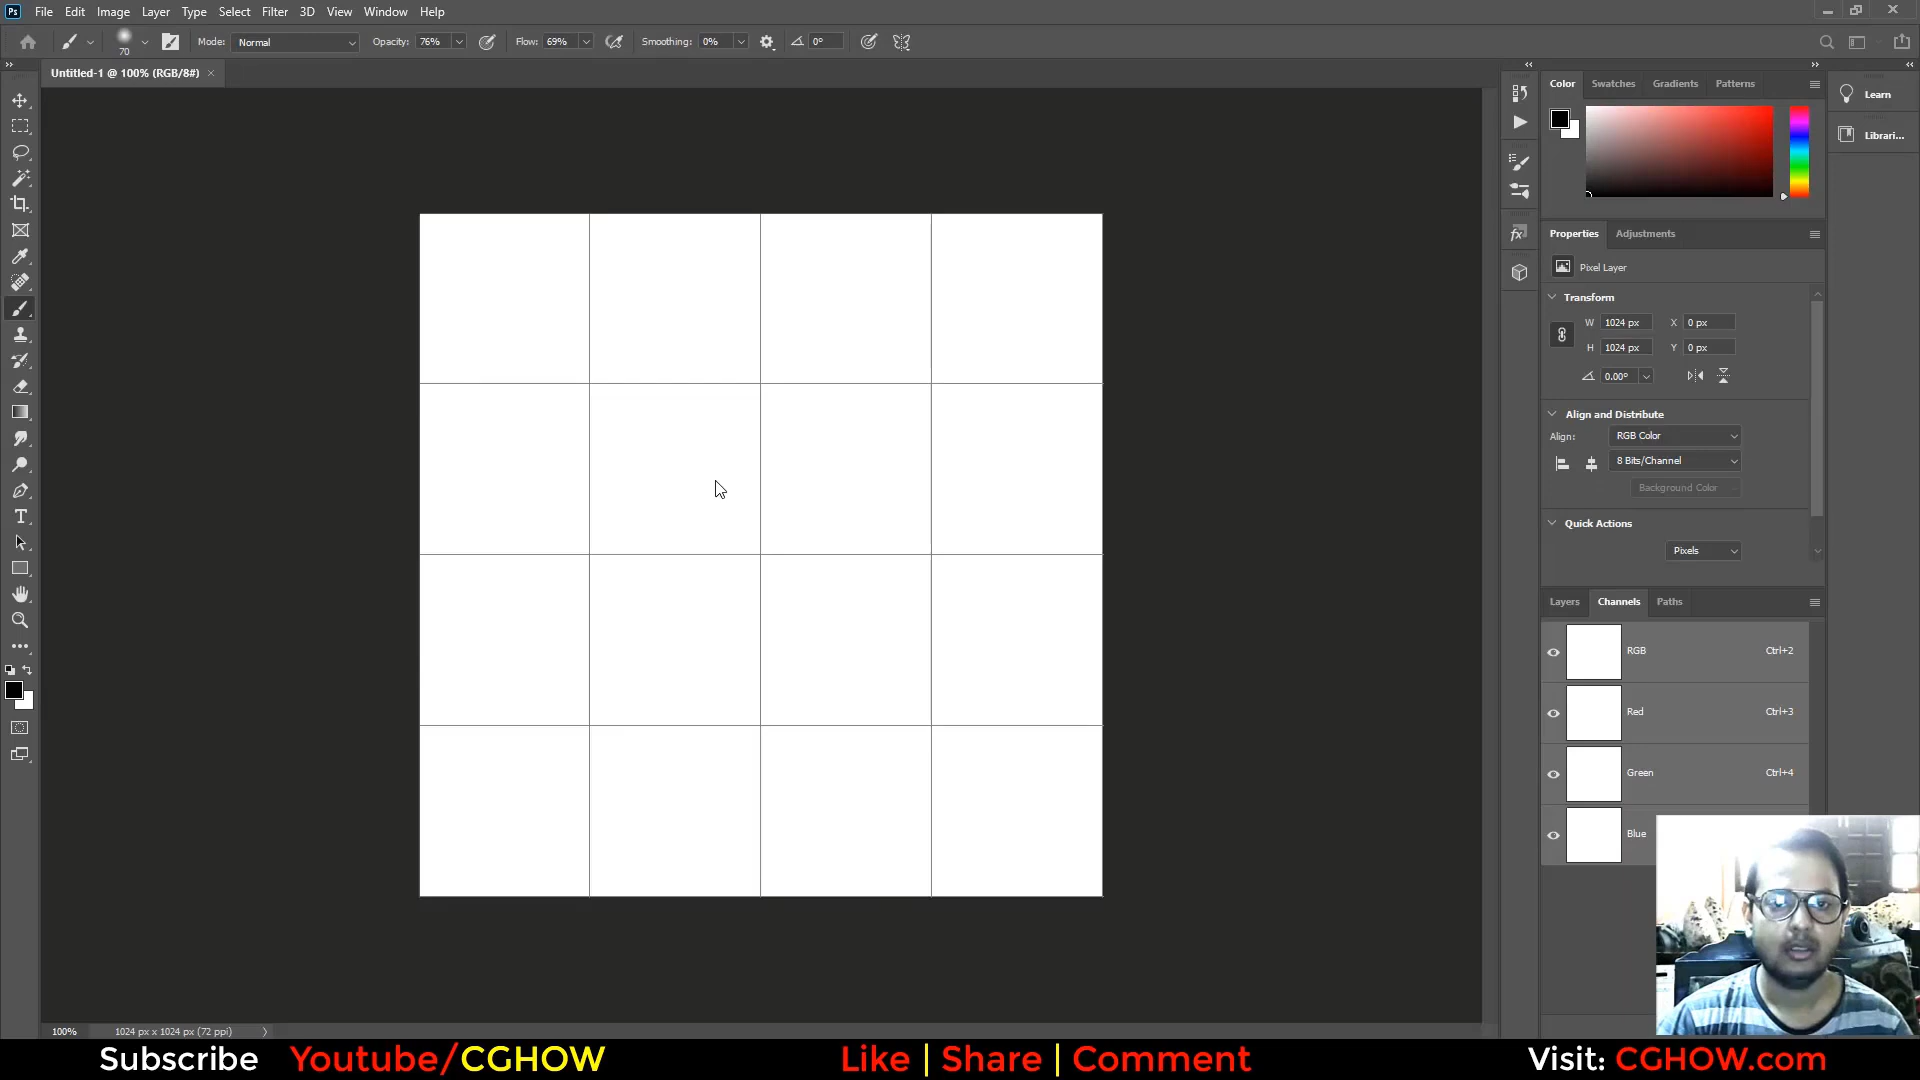 Ps File Edit Image Layer Type Select Filter 3D View Window Help
70 Mode: Normal Opacity: 76% Flow: 69% Smoothing: 0% 0°
Untitled-1 @ 100% (RGB/8#) ×
Color Swatches Gradients Patterns
Learn
Librari...
Properties Adjustments
Pixel Layer
Transform
W 1024 px X 0 px
H 1024 px Y 0 px
0.00°
Align and Distribute
Align: RGB Color
8 Bits/Channel
Background Color
Quick Actions
Pixels
Layers Channels Paths
RGB Ctrl+2
Red Ctrl+3
Green Ctrl+4
Blue
T
fx
100% 1024 px x 1024 px (72 ppi)
Subscribe Youtube/CGHOW Like | Share | Comment Visit: CGHOW.com